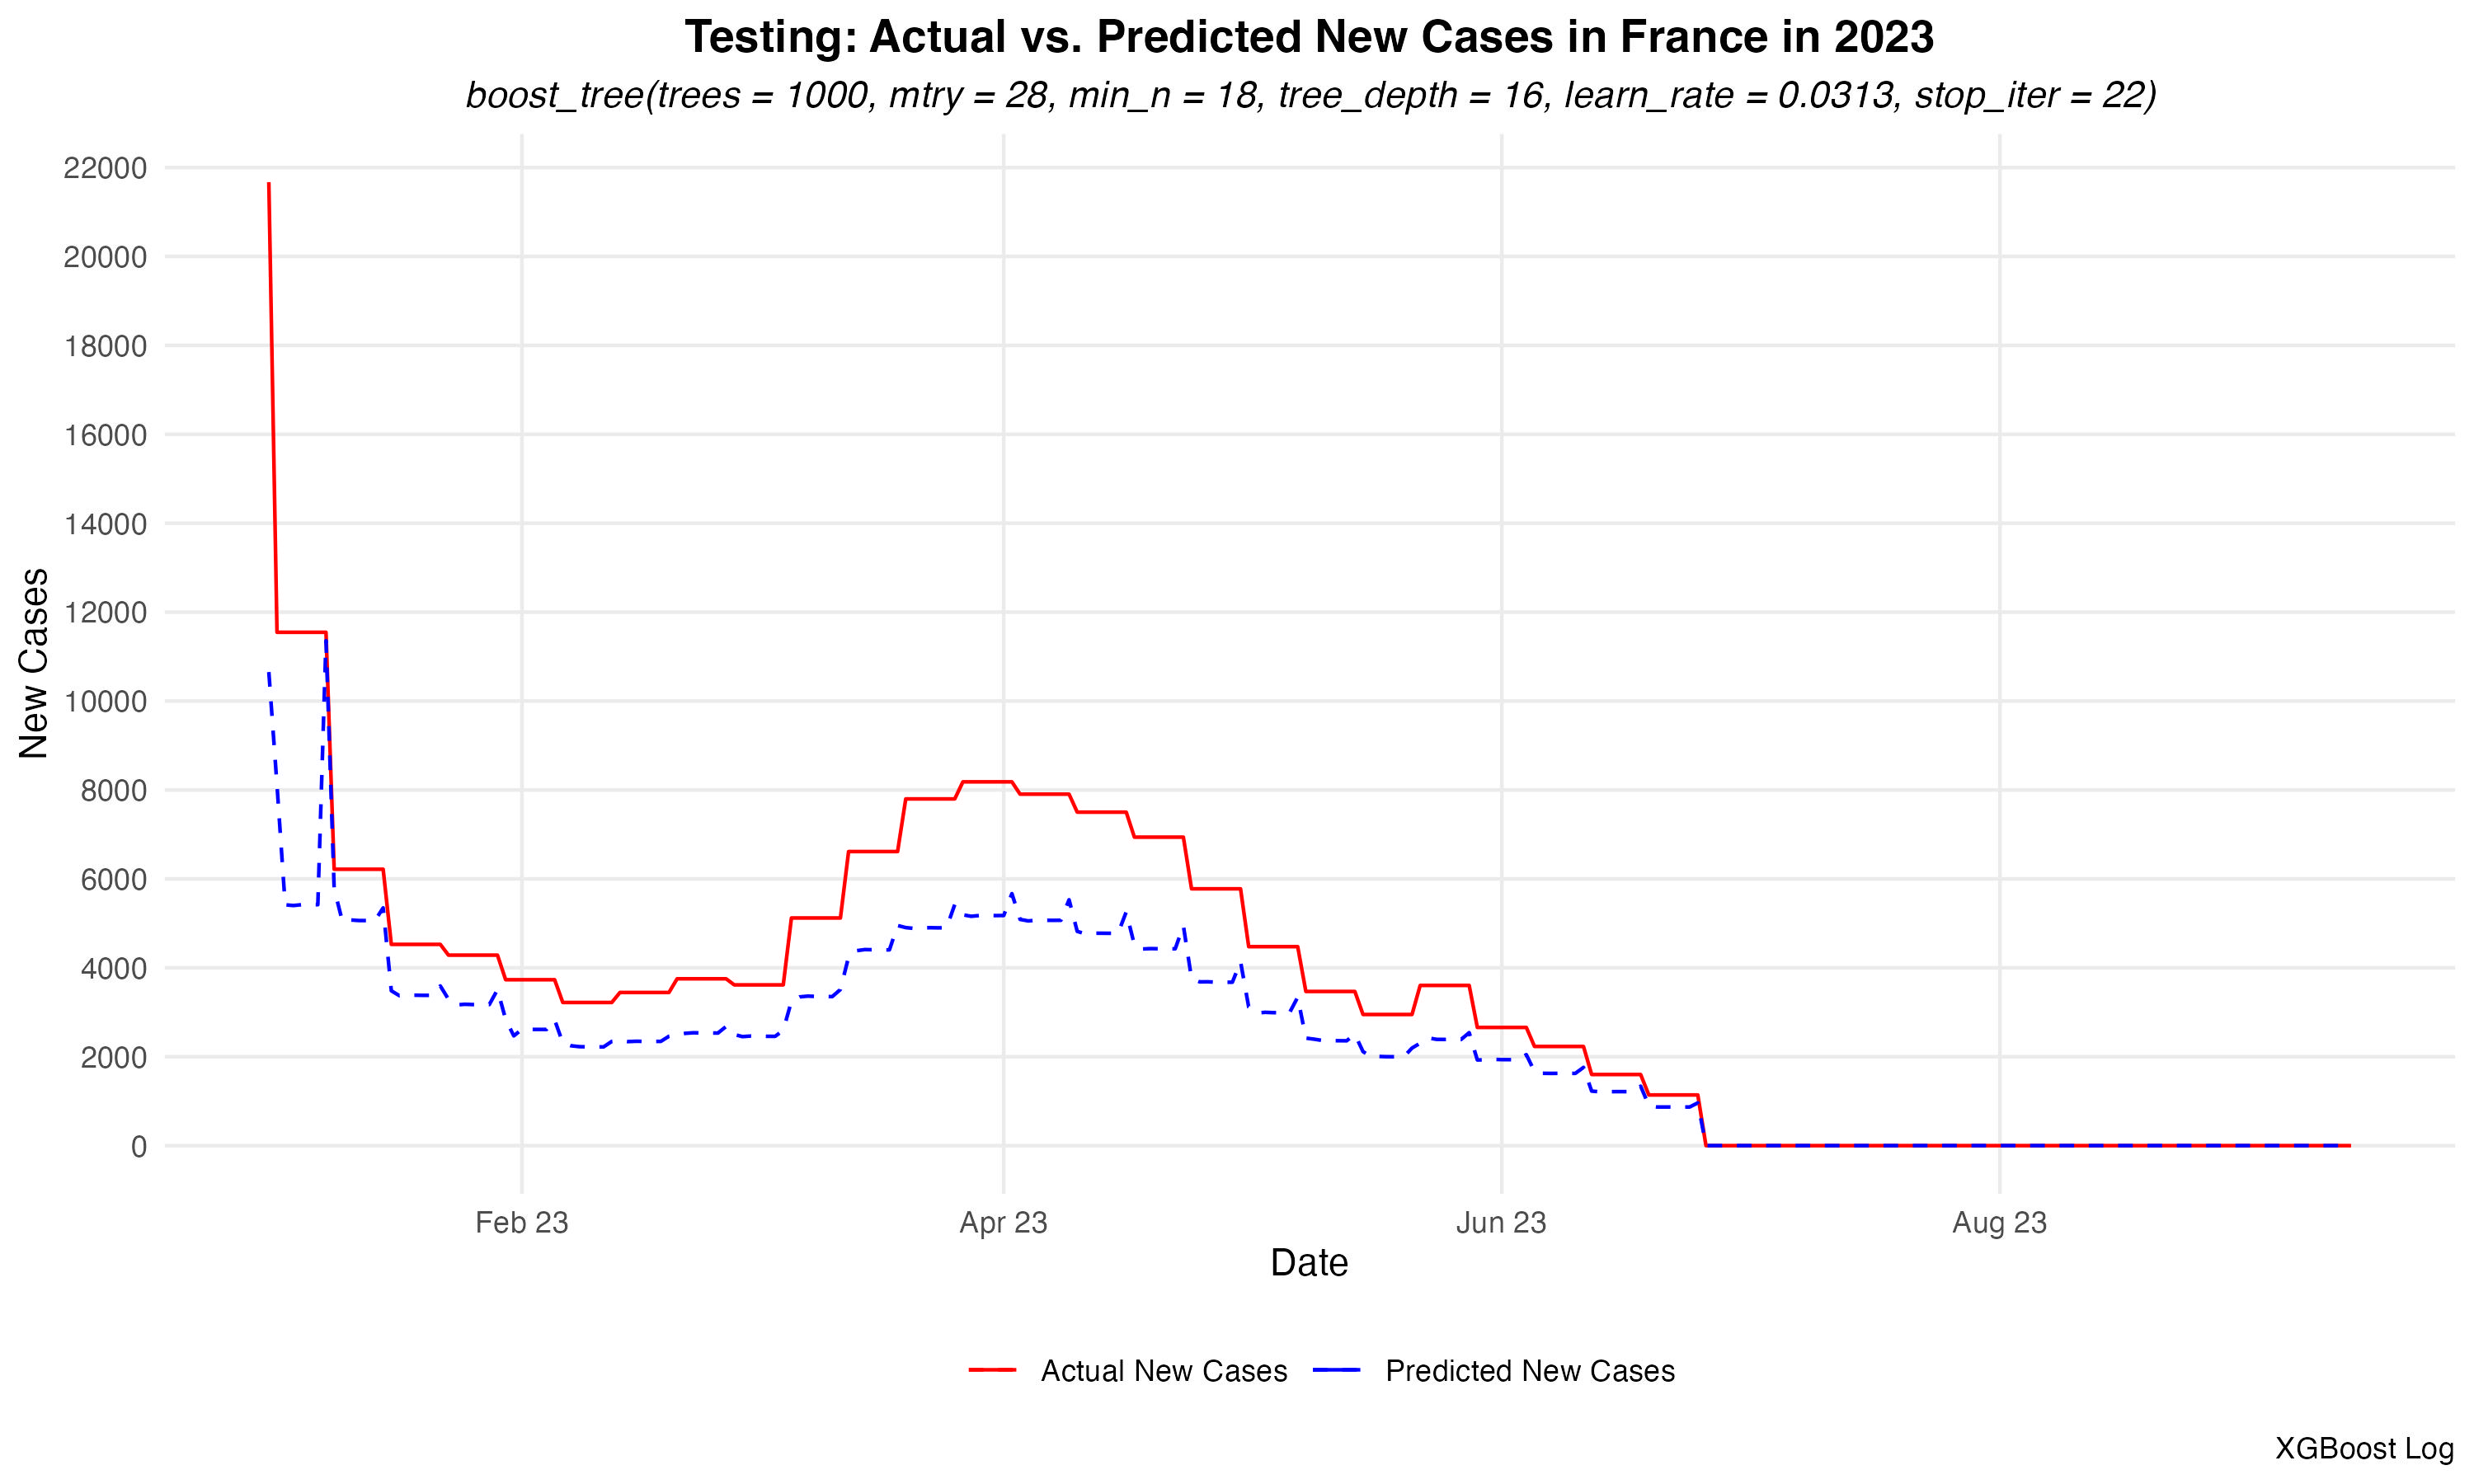 Testing: Actual vs. Predicted New Cases in France in 2023
boost_tree(trees = 1000, mtry = 28, min_n = 18, tree_depth = 16, learn_rate = 0.0313, stop_iter = 22)
New Cases
22000
20000
18000
16000
14000
12000
10000
8000
6000
4000
2000
0
Feb 23 Apr 23 Jun 23 Aug 23
Date
Actual New Cases Predicted New Cases
XGBoost Log